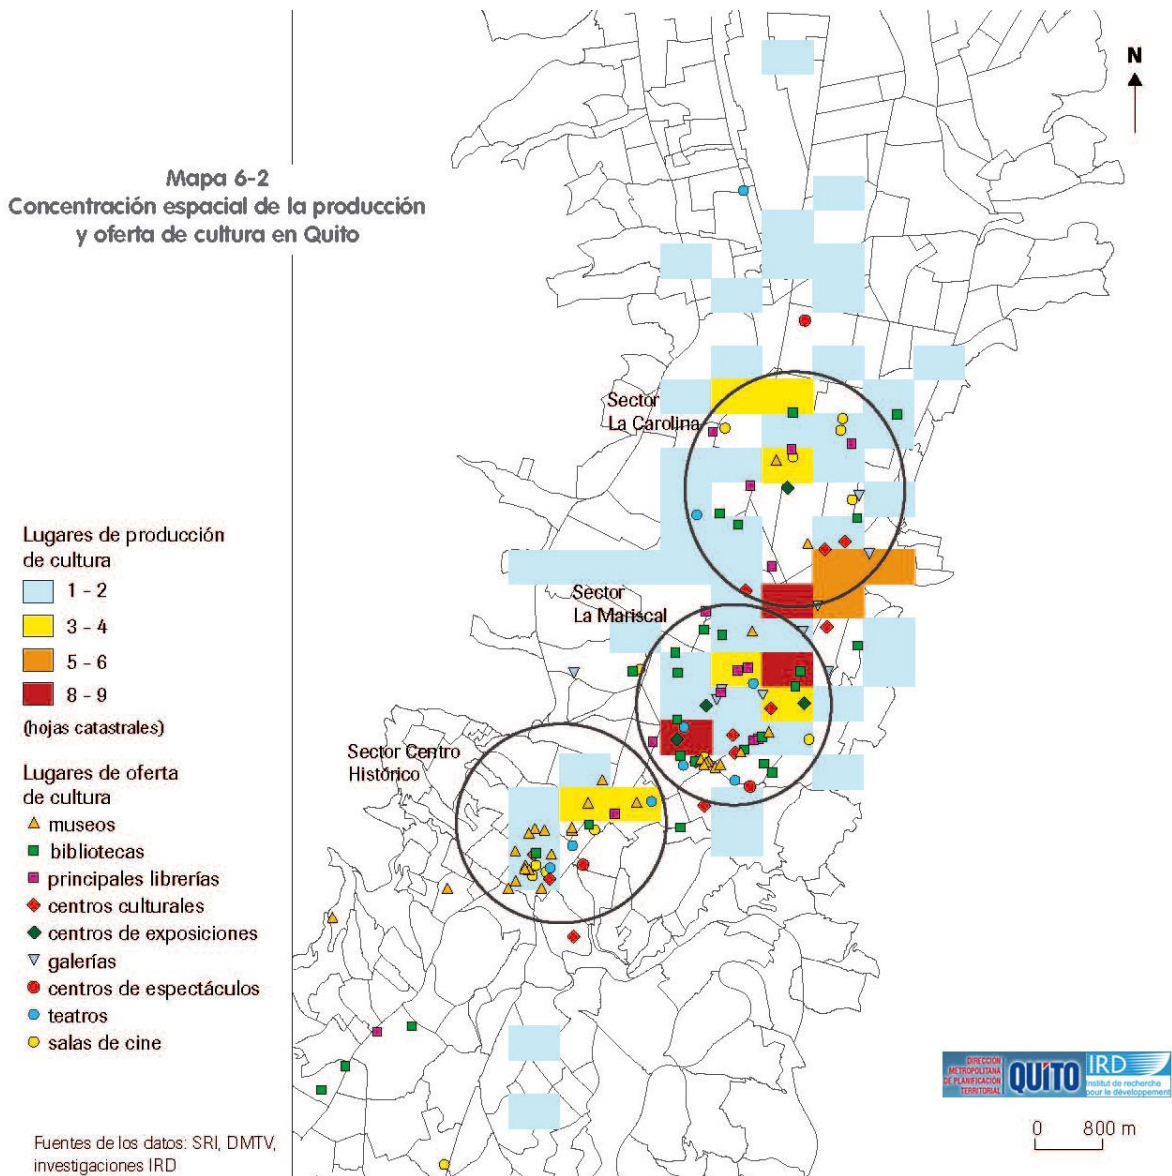 Mapa 6-2
Concentración espacial de la producción
y oferta de cultura en Quito
N
Sector
La Carolina
Sector
La Mariscal
Sector Centro
Histórico
Lugares de producción
de cultura
1 - 2
3 - 4
5 - 6
8 - 9
(hojas catastrales)
Lugares de oferta
de cultura
museos
bibliotecas
principales librerías
centros culturales
centros de exposiciones
galerías
centros de espectáculos
teatros
salas de cine
Fuentes de los datos: SRI, DMTV,
investigaciones IRD
DIRECCIÓN
METROPOLITANA
DE PLANIFICACIÓN
TERRITORIAL
QUITO
IRD
Institut de recherche
pour le développement
0 800 m